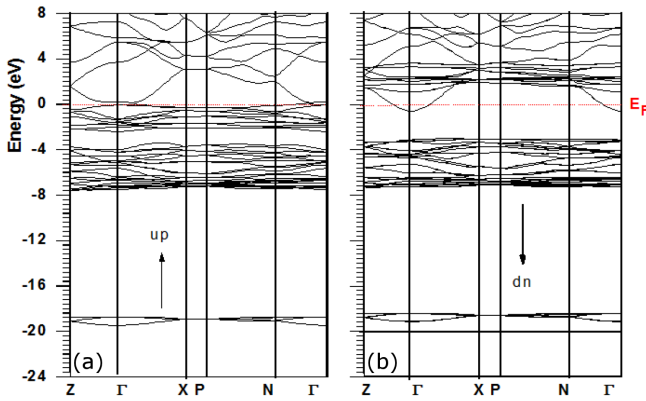 8
4
0
-4
-8
-12
-16
-20
-24
Energy (eV)
up
dn
E_F
(a)
(b)
Z Γ X P N Γ
Z Γ X P N Γ